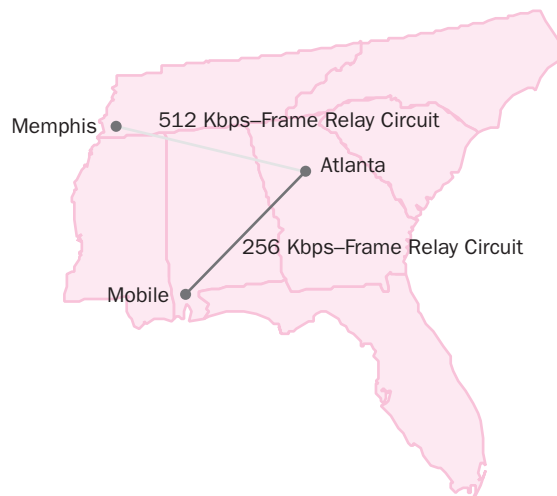 512 Kbps–Frame Relay Circuit
Memphis
Atlanta
256 Kbps–Frame Relay Circuit
Mobile